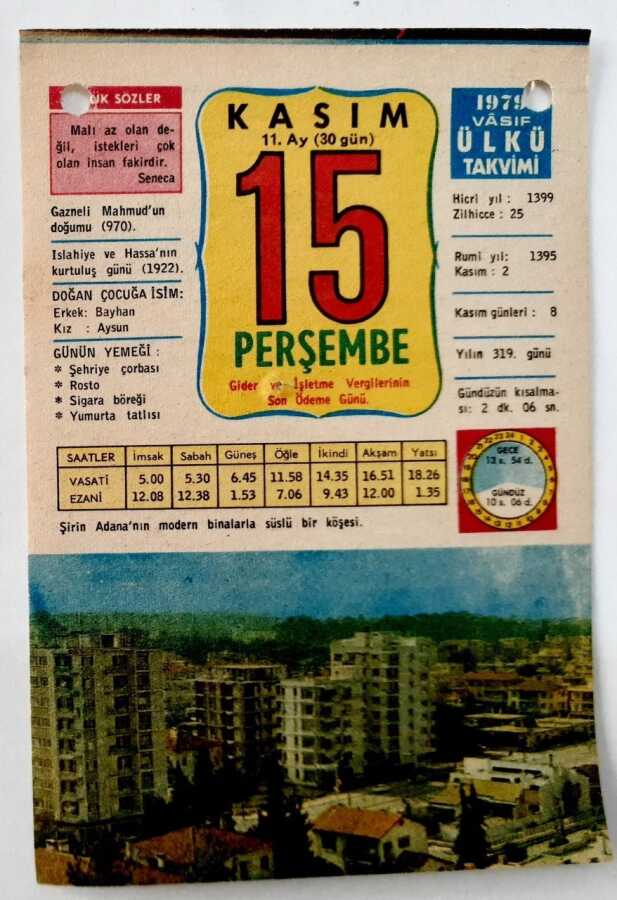 ÜK SÖZLER
Malı az olan de-
ğil, istekleri çok
olan insan fakirdir.
Seneca
Gazneli Mahmud'un
doğumu (970).
Islahiye ve Hassa'nın
kurtuluş günü (1922).
DOĞAN ÇOCUĞA İSİM:
Erkek: Bayhan
Kız : Aysun
GÜNÜN YEMEĞİ :
* Şehriye çorbası
* Rosto
* Sigara böreği
* Yumurta tatlısı
KASIM
11. Ay (30 gün)
15
PERŞEMBE
Gider ve İşletme Vergilerinin
Son Ödeme Günü.
1979
VÂSIF
ÜLKÜ
TAKVİMİ
Hicri yıl : 1399
Zilhicce : 25
Rumi yıl: 1395
Kasım : 2
Kasım günleri : 8
Yılın 319. günü
Gündüzün kısalma-
sı: 2 dk. 06 sn.
SAATLER İmsak Sabah Güneş Öğle İkindi Akşam Yatsı
VASATİ 5.00 5.30 6.45 11.58 14.35 16.51 18.26
EZANİ 12.08 12.38 1.53 7.06 9.43 12.00 1.35
GECE
13 s. 54 d.
GÜNDÜZ
10 s. 06 d.
Şirin Adana'nın modern binalarla süslü bir köşesi.